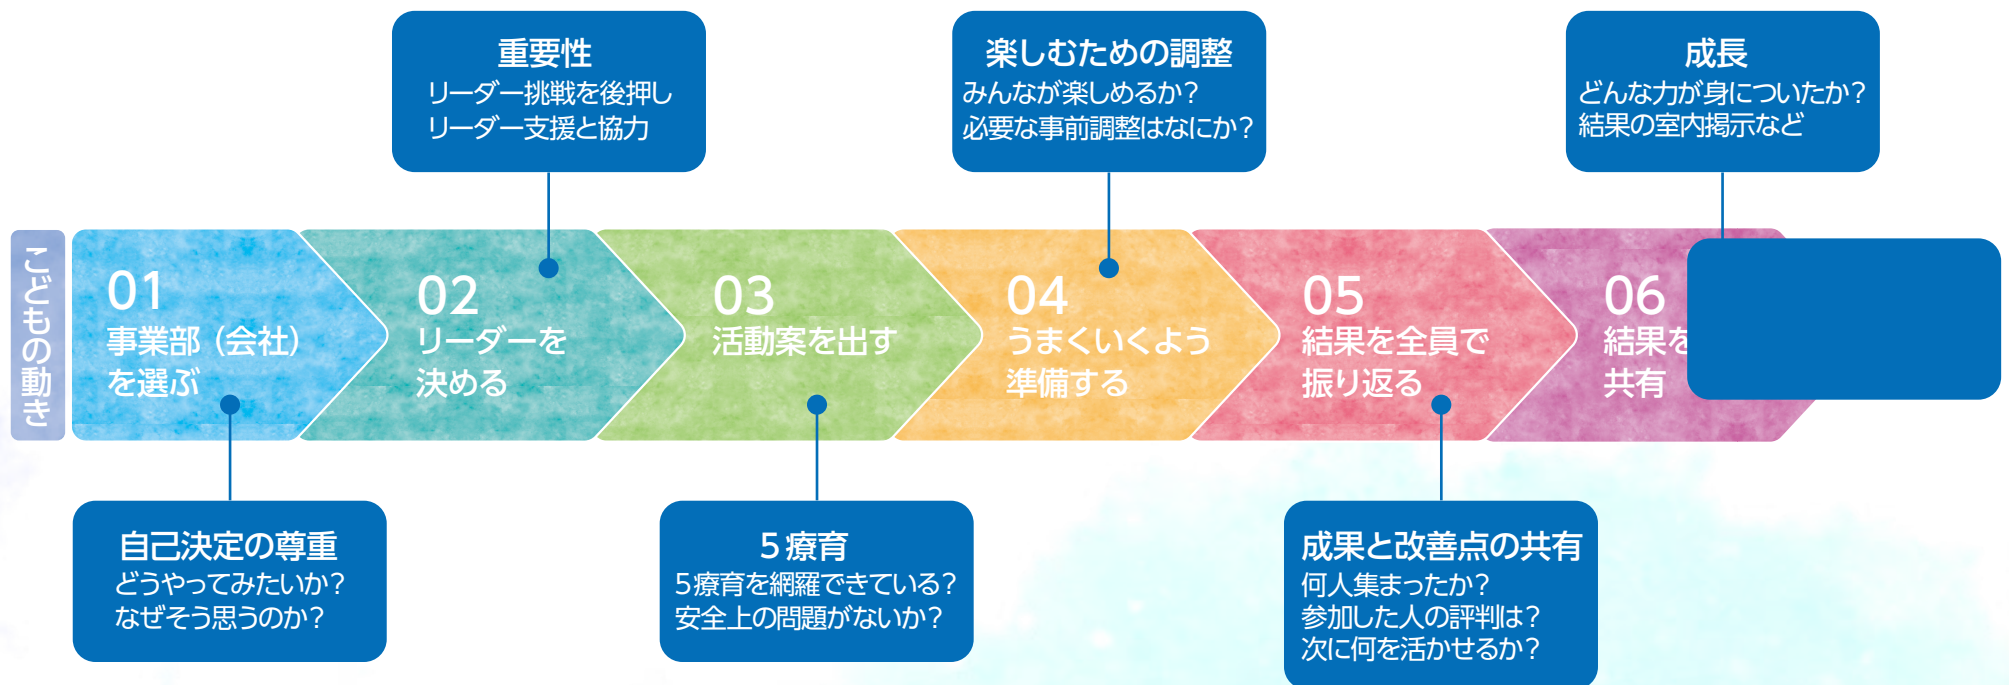 重要性
リーダー挑戦を後押し
リーダー支援と協力
楽しむための調整
みんなが楽しめるか?
必要な事前調整はなにか?
成長
どんな力が身についたか?
結果の室内掲示など
こどもの動き
01
事業部(会社)
を選ぶ
02
リーダーを
決める
03
活動案を出す
04
うまくいくよう
準備する
05
結果を全員で
振り返る
06
結果を
共有
自己決定の尊重
どうやってみたいか?
なぜそう思うのか?
5療育
5療育を網羅できている?
安全上の問題がないか?
成果と改善点の共有
何人集まったか?
参加した人の評判は?
次に何を活かせるか?